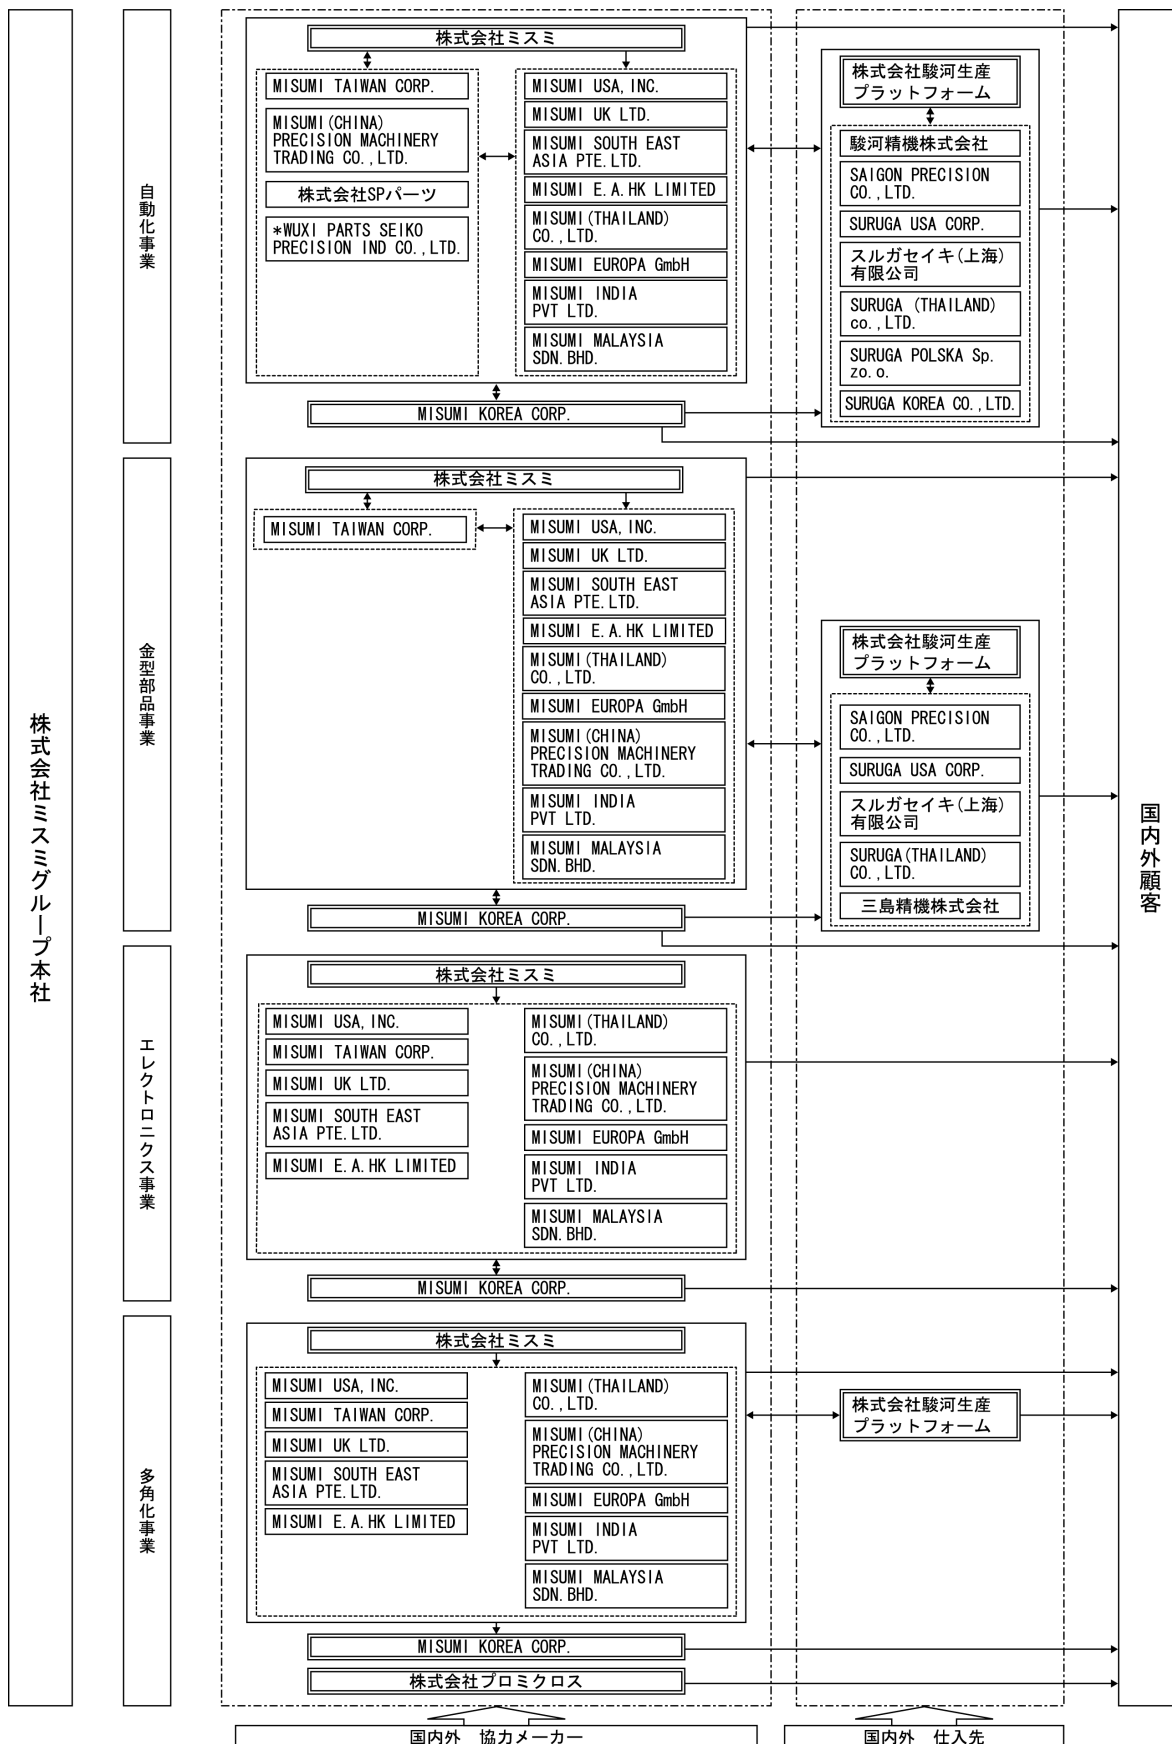 株式会社ミスミグループ本社
自動化事業
株式会社ミスミ
MISUMI TAIWAN CORP.
MISUMI(CHINA)
PRECISION MACHINERY
TRADING CO.,LTD.
株式会社SPパーツ
*WUXI PARTS SEIKO
PRECISION IND CO.,LTD.
MISUMI USA,INC.
MISUMI UK LTD.
MISUMI SOUTH EAST
ASIA PTE.LTD.
MISUMI E.A.HK LIMITED
MISUMI(THAILAND)
CO.,LTD.
MISUMI EUROPA GmbH
MISUMI INDIA
PVT LTD.
MISUMI MALAYSIA
SDN.BHD.
MISUMI KOREA CORP.
株式会社駿河生産
プラットフォーム
駿河精機株式会社
SAIGON PRECISION
CO.,LTD.
SURUGA USA CORP.
スルガセイキ(上海)
有限公司
SURUGA (THAILAND)
co.,LTD.
SURUGA POLSKA Sp.
zo.o.
SURUGA KOREA CO.,LTD.
金型部品事業
株式会社ミスミ
MISUMI TAIWAN CORP.
MISUMI USA,INC.
MISUMI UK LTD.
MISUMI SOUTH EAST
ASIA PTE.LTD.
MISUMI E.A.HK LIMITED
MISUMI(THAILAND)
CO.,LTD.
MISUMI EUROPA GmbH
MISUMI(CHINA)
PRECISION MACHINERY
TRADING CO.,LTD.
MISUMI INDIA
PVT LTD.
MISUMI MALAYSIA
SDN.BHD.
MISUMI KOREA CORP.
株式会社駿河生産
プラットフォーム
SAIGON PRECISION
CO.,LTD.
SURUGA USA CORP.
スルガセイキ(上海)
有限公司
SURUGA(THAILAND)
CO.,LTD.
三島精機株式会社
エレクトロニクス事業
株式会社ミスミ
MISUMI USA,INC.
MISUMI TAIWAN CORP.
MISUMI UK LTD.
MISUMI SOUTH EAST
ASIA PTE.LTD.
MISUMI E.A.HK LIMITED
MISUMI(THAILAND)
CO.,LTD.
MISUMI(CHINA)
PRECISION MACHINERY
TRADING CO.,LTD.
MISUMI EUROPA GmbH
MISUMI INDIA
PVT LTD.
MISUMI MALAYSIA
SDN.BHD.
MISUMI KOREA CORP.
多角化事業
株式会社ミスミ
MISUMI USA,INC.
MISUMI TAIWAN CORP.
MISUMI UK LTD.
MISUMI SOUTH EAST
ASIA PTE.LTD.
MISUMI E.A.HK LIMITED
MISUMI(THAILAND)
CO.,LTD.
MISUMI(CHINA)
PRECISION MACHINERY
TRADING CO.,LTD.
MISUMI EUROPA GmbH
MISUMI INDIA
PVT LTD.
MISUMI MALAYSIA
SDN.BHD.
MISUMI KOREA CORP.
株式会社プロミクロス
株式会社駿河生産
プラットフォーム
国内外顧客
国内外 協力メーカー
国内外 仕入先